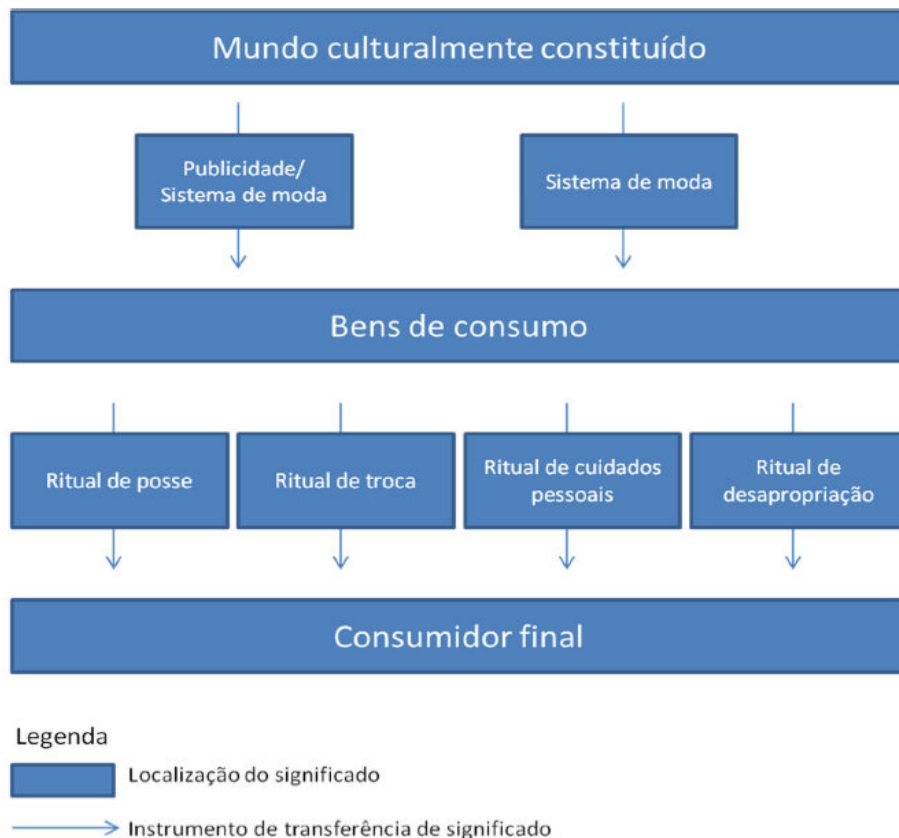 Mundo culturalmente constituído
Publicidade/
Sistema de moda
Sistema de moda
Bens de consumo
Ritual de posse
Ritual de troca
Ritual de cuidados
pessoais
Ritual de
desapropriação
Consumidor final
Legenda
Localização do significado
Instrumento de transferência de significado